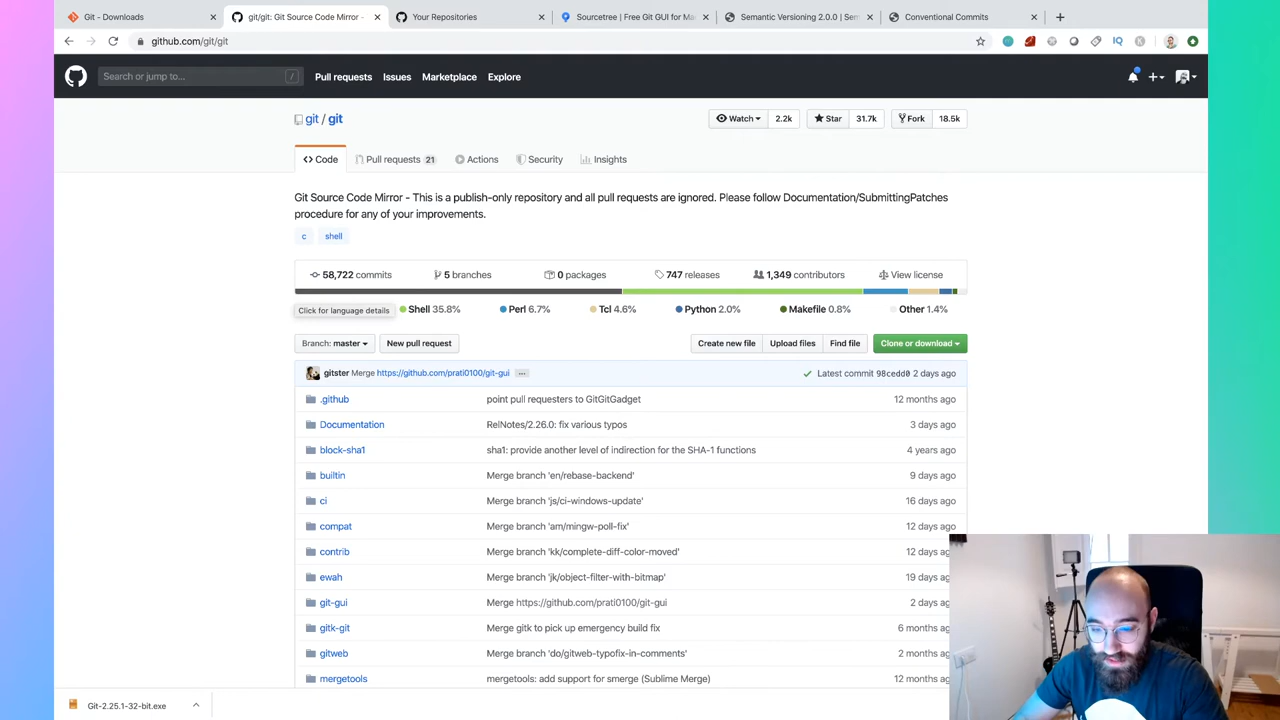 Git - Downloads
git/git: Git Source Code Mirror -
Your Repositories
Sourcetree | Free Git GUI for Ma
Semantic Versioning 2.0.0 | Sem
Conventional Commits
github.com/git/git
Search or jump to...
/
Pull requests
Issues
Marketplace
Explore
git / git
Watch 2.2k
Star 31.7k
Fork 18.5k
Code
Pull requests 21
Actions
Security
Insights
Git Source Code Mirror - This is a publish-only repository and all pull requests are ignored. Please follow Documentation/SubmittingPatches
procedure for any of your improvements.
c shell
58,722 commits
5 branches
0 packages
747 releases
1,349 contributors
View license
Click for language details
Shell 35.8%
Perl 6.7%
Tcl 4.6%
Python 2.0%
Makefile 0.8%
Other 1.4%
Branch: master
New pull request
Create new file
Upload files
Find file
Clone or download
gitster Merge https://github.com/prati0100/git-gui ... Latest commit 98cedd0 2 days ago
.github point pull requesters to GitGitGadget 12 months ago
Documentation RelNotes/2.26.0: fix various typos 3 days ago
block-sha1 sha1: provide another level of indirection for the SHA-1 functions 4 years ago
builtin Merge branch 'en/rebase-backend' 9 days ago
ci Merge branch 'js/ci-windows-update' 16 days ago
compat Merge branch 'am/mingw-poll-fix' 12 days ago
contrib Merge branch 'kk/complete-diff-color-moved' 12 days
ewah Merge branch 'jk/object-filter-with-bitmap' 19 days
git-gui Merge https://github.com/prati0100/git-gui 2 days
gitk-git Merge gitk to pick up emergency build fix 6 months
gitweb Merge branch 'do/gitweb-typofix-in-comments' 2 months
mergetools mergetools: add support for smerge (Sublime Merge) 12 months
Git-2.25.1-32-bit.exe